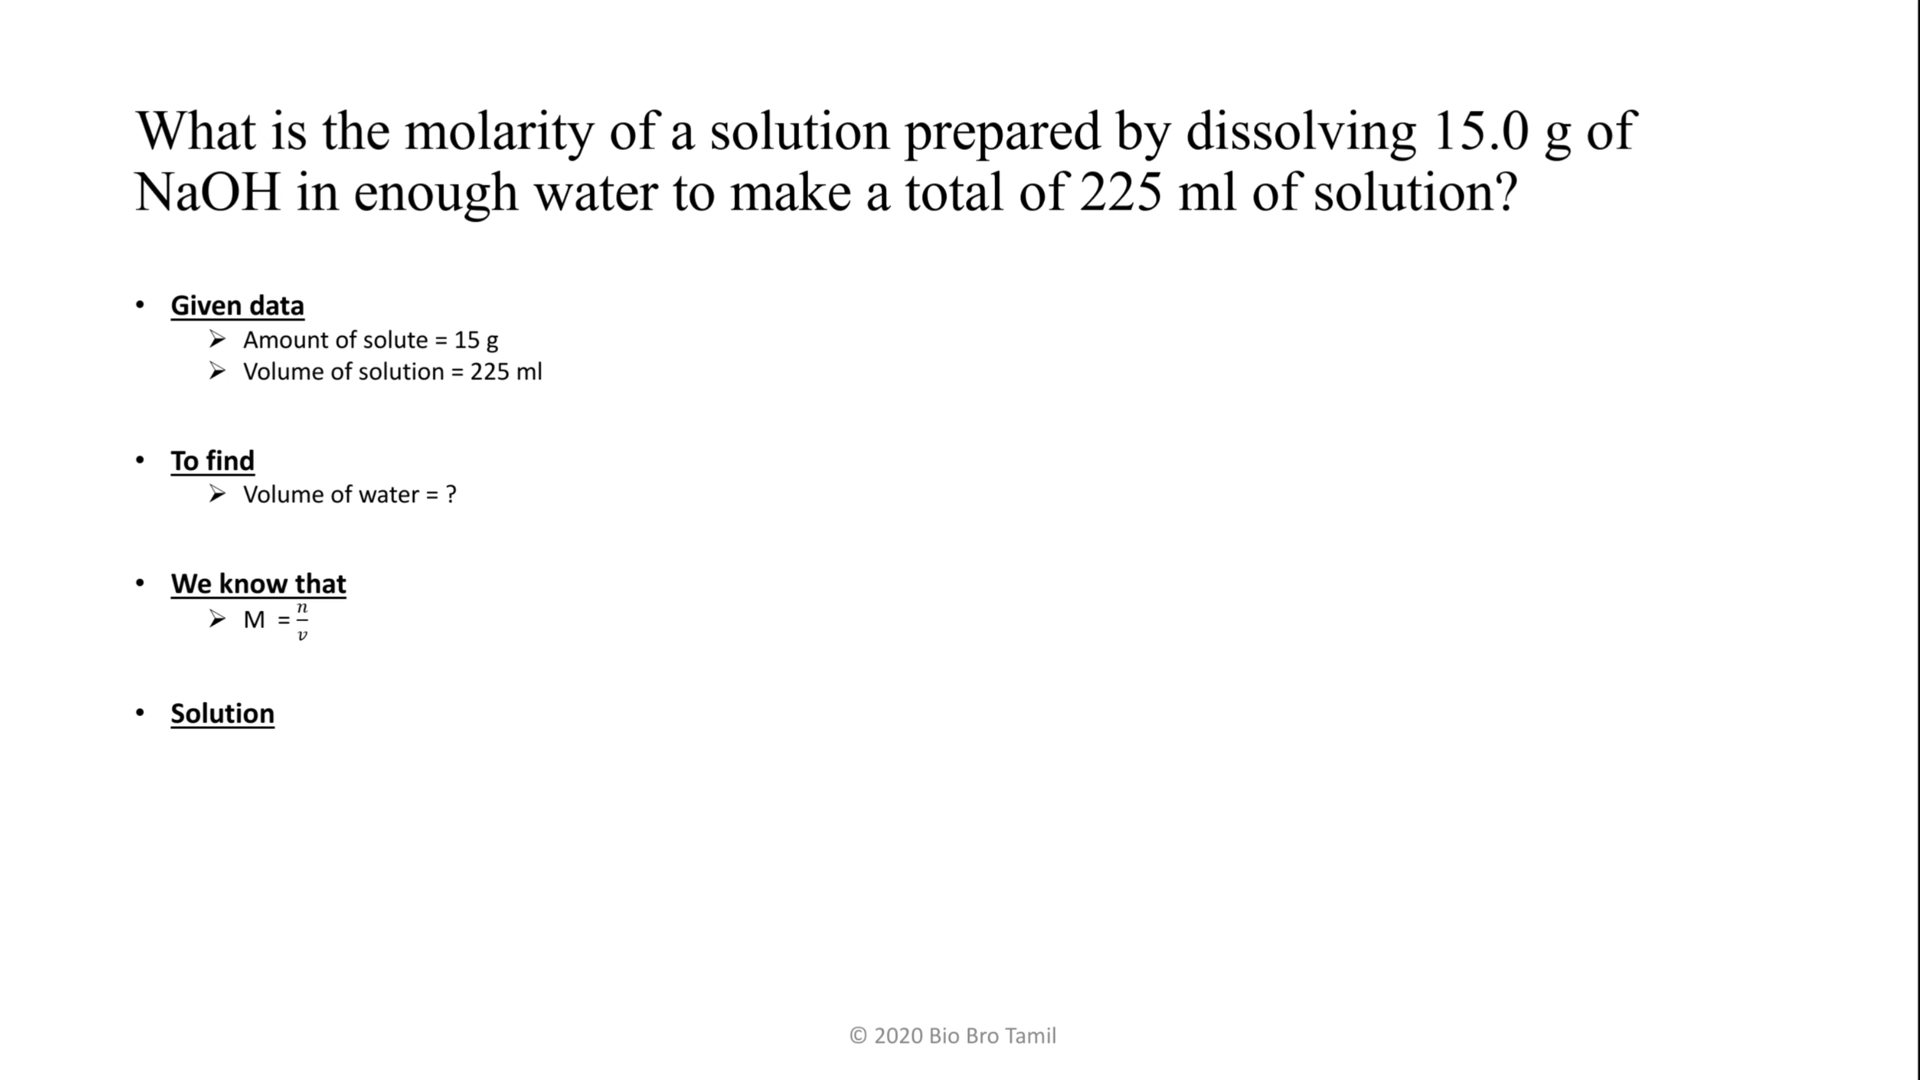 What is the molarity of a solution prepared by dissolving 15.0 g of
NaOH in enough water to make a total of 225 ml of solution?
• Given data
➢ Amount of solute = 15 g
➢ Volume of solution = 225 ml
• To find
➢ Volume of water = ?
• We know that
➢ M = n/v
• Solution
© 2020 Bio Bro Tamil